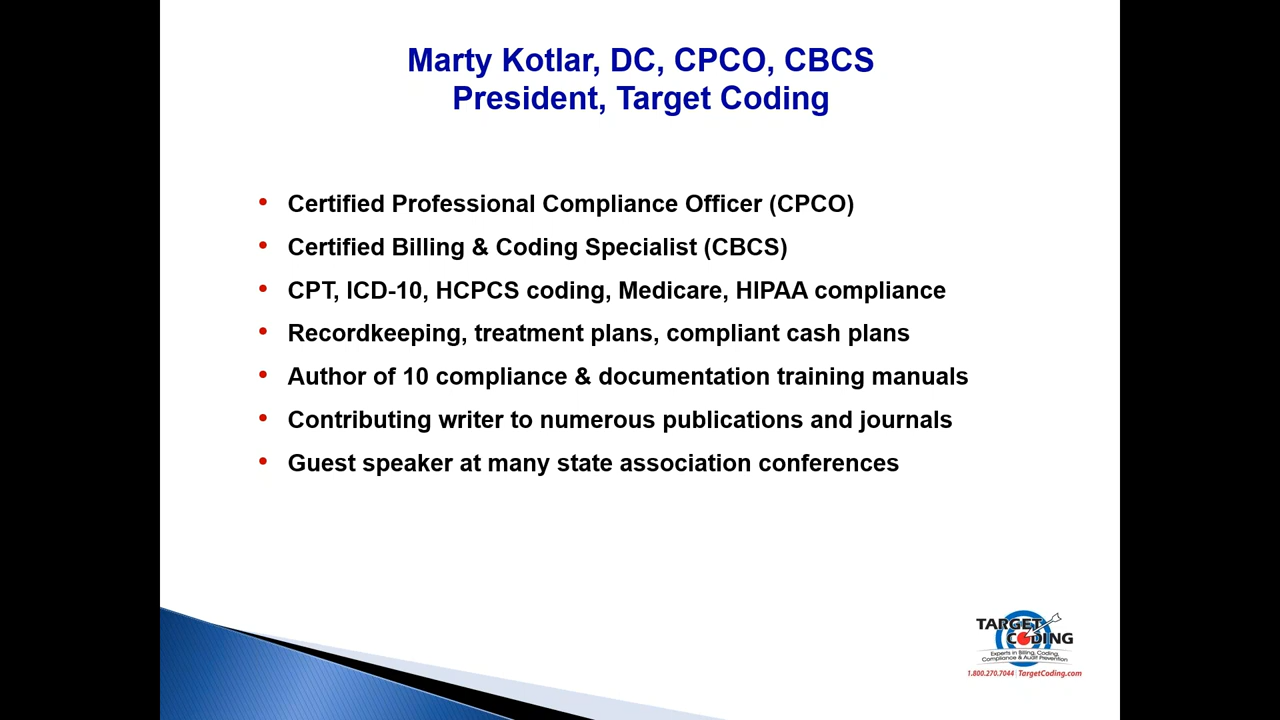 Marty Kotlar, DC, CPCO, CBCS
President, Target Coding
• Certified Professional Compliance Officer (CPCO)
• Certified Billing & Coding Specialist (CBCS)
• CPT, ICD-10, HCPCS coding, Medicare, HIPAA compliance
• Recordkeeping, treatment plans, compliant cash plans
• Author of 10 compliance & documentation training manuals
• Contributing writer to numerous publications and journals
• Guest speaker at many state association conferences
TARGET
CODING
Experts in Billing, Coding,
Compliance & Audit Prevention
1.800.270.7044 | TargetCoding.com